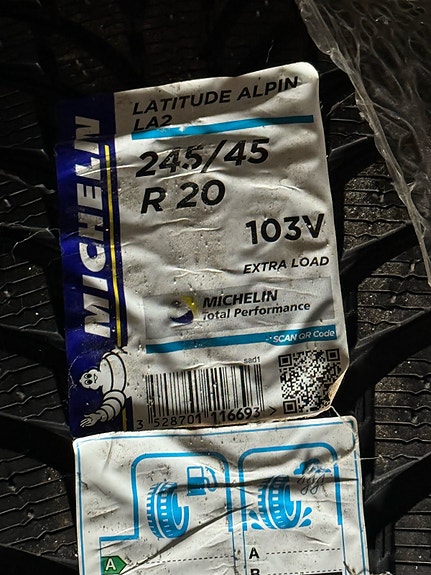 MICHELIN
LATITUDE ALPIN
LA2
245/45
R 20
103V
EXTRA LOAD
MICHELIN
Total Performance
SCAN QR Code
sad1
3 528701 116693 >
A
A
B